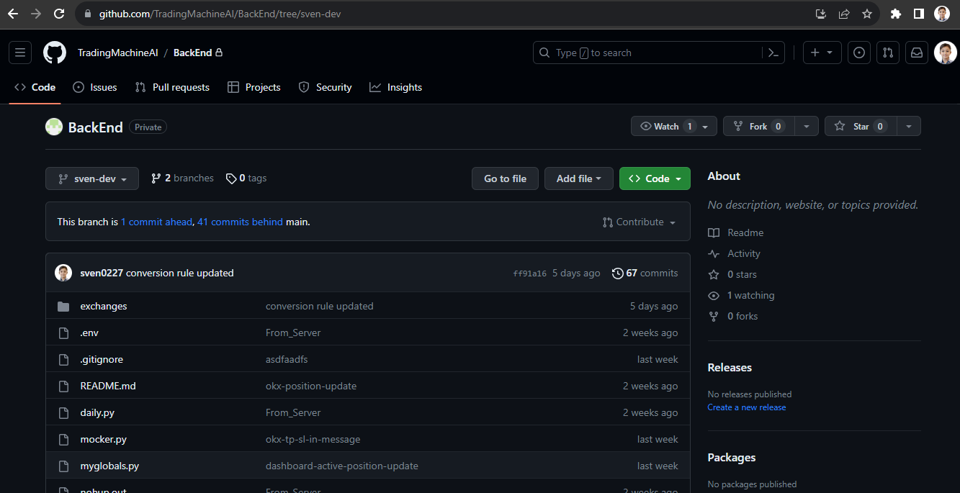 github.com/TradingMachineAI/BackEnd/tree/sven-dev
TradingMachineAI / BackEnd
Type / to search
Code Issues Pull requests Projects Security Insights
BackEnd Private
Watch 1 Fork 0 Star 0
sven-dev 2 branches 0 tags Go to file Add file Code
This branch is 1 commit ahead, 41 commits behind main. Contribute
sven0227 conversion rule updated ff91a16 5 days ago 67 commits
exchanges conversion rule updated 5 days ago
.env From_Server 2 weeks ago
.gitignore asdfaadfs last week
README.md okx-position-update 2 weeks ago
daily.py From_Server 2 weeks ago
mocker.py okx-tp-sl-in-message last week
myglobals.py dashboard-active-position-update last week
nohup.out From_Server 2 weeks ago
About
No description, website, or topics provided.
Readme
Activity
0 stars
1 watching
0 forks
Releases
No releases published
Create a new release
Packages
No packages published